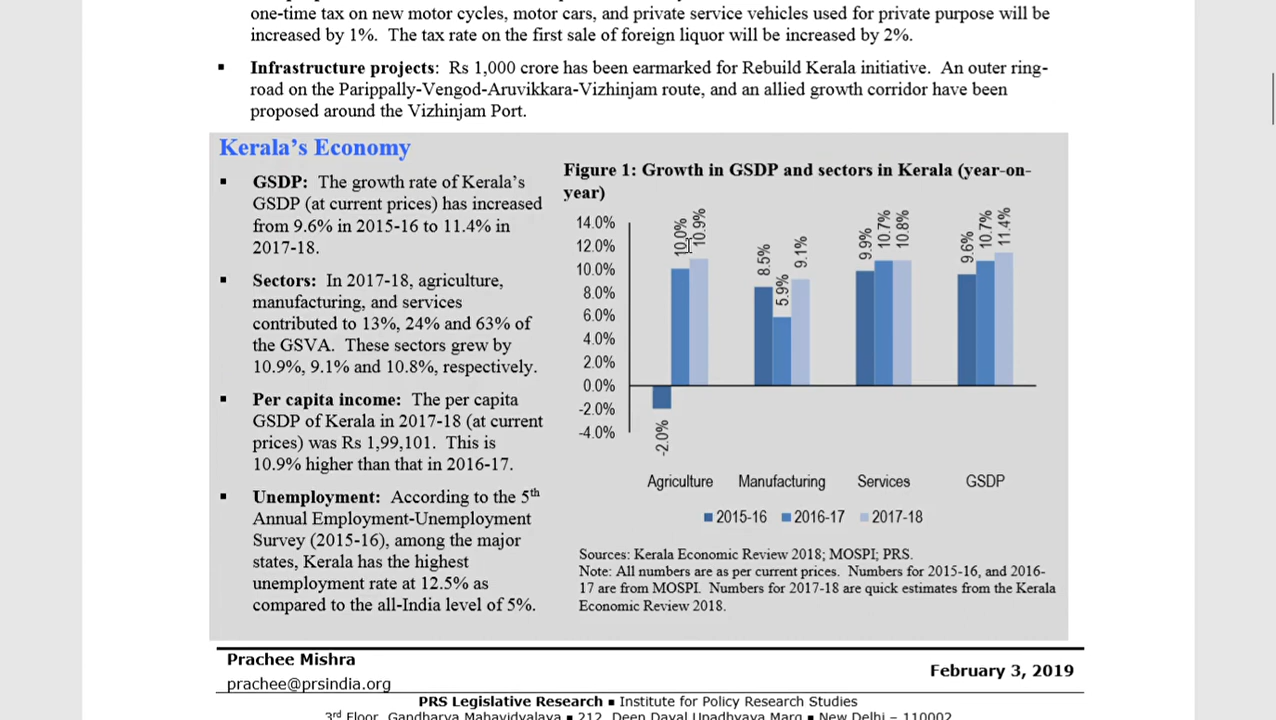 one-time tax on new motor cycles, motor cars, and private service vehicles used for private purpose will be
increased by 1%. The tax rate on the first sale of foreign liquor will be increased by 2%.
▪ Infrastructure projects: Rs 1,000 crore has been earmarked for Rebuild Kerala initiative. An outer ring-
road on the Parippally-Vengod-Aruvikkara-Vizhinjam route, and an allied growth corridor have been
proposed around the Vizhinjam Port.
Kerala's Economy
▪ GSDP: The growth rate of Kerala's
GSDP (at current prices) has increased
from 9.6% in 2015-16 to 11.4% in
2017-18.
▪ Sectors: In 2017-18, agriculture,
manufacturing, and services
contributed to 13%, 24% and 63% of
the GSVA. These sectors grew by
10.9%, 9.1% and 10.8%, respectively.
▪ Per capita income: The per capita
GSDP of Kerala in 2017-18 (at current
prices) was Rs 1,99,101. This is
10.9% higher than that in 2016-17.
▪ Unemployment: According to the 5th
Annual Employment-Unemployment
Survey (2015-16), among the major
states, Kerala has the highest
unemployment rate at 12.5% as
compared to the all-India level of 5%.
Figure 1: Growth in GSDP and sectors in Kerala (year-on-
year)
14.0%
12.0%
10.0%
8.0%
6.0%
4.0%
2.0%
0.0%
-2.0%
-4.0%
-2.0%
10.0%
10.9%
8.5%
5.9%
9.1%
9.9%
10.7%
10.8%
9.6%
10.7%
11.4%
Agriculture Manufacturing Services GSDP
2015-16 2016-17 2017-18
Sources: Kerala Economic Review 2018; MOSPI; PRS.
Note: All numbers are as per current prices. Numbers for 2015-16, and 2016-
17 are from MOSPI. Numbers for 2017-18 are quick estimates from the Kerala
Economic Review 2018.
Prachee Mishra
prachee@prsindia.org
February 3, 2019
PRS Legislative Research ▪ Institute for Policy Research Studies
3rd Floor, Gandharva Mahavidyalaya ▪ 212, Deen Dayal Upadhyaya Marg ▪ New Delhi – 110002